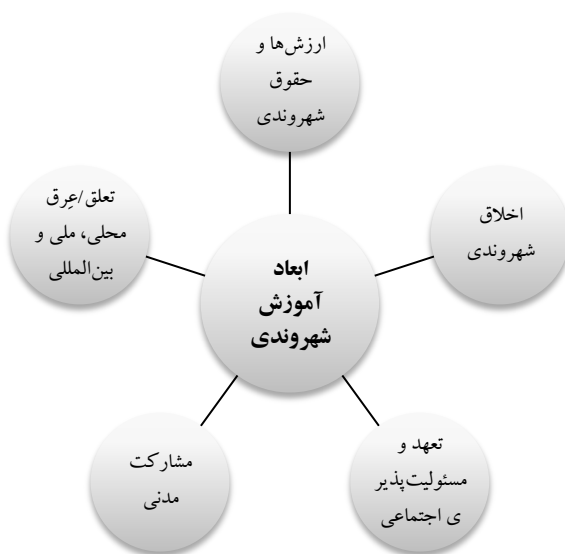 ارزش‌ها و
حقوق
شهروندی
اخلاق
شهروندی
تعلق/عِرق
محلی، ملی و
بین‌المللی
ابعاد
آموزش
شهروندی
تعهد و
مسئولیت‌پذیر
ی اجتماعی
مشارکت
مدنی